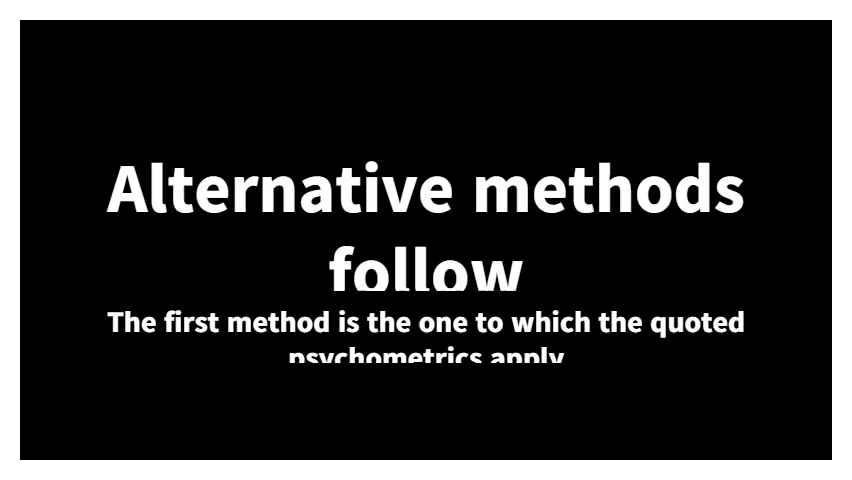 Alternative methods
follow
The first method is the one to which the quoted
psychometrics apply